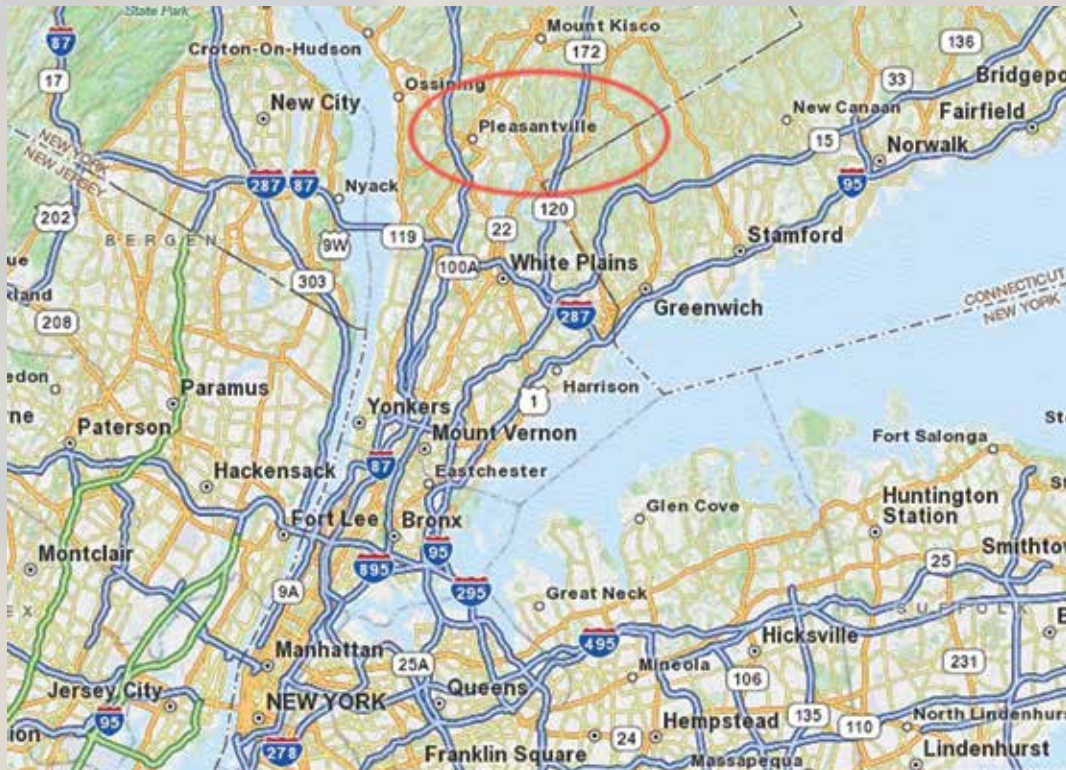 State Park
Mount Kisco
87
Croton-On-Hudson
172
136
17
Ossining
33
Bridgepo
New City
New Canaan
Fairfield
Pleasantville
15
Norwalk
NEW YORK
NEW JERSEY
287
87
Nyack
95
202
120
BERGEN
9W
119
22
Stamford
ue
100A
White Plains
303
CONNECTICUT
NEW YORK
xland
Greenwich
208
287
edon
Harrison
Paramus
1
rne
Yonkers
Paterson
Mount Vernon
Fort Salonga
Hackensack
87
Eastchester
Huntington
Station
Glen Cove
Fort Lee
Bronx
Montclair
95
Smithtow
895
25
9A
295
EX
Great Neck
SUFFOLK
495
Hicksville
Manhattan
25A
Mineola
231
Jersey City
Queens
106
NEW YORK
95
135
North Lindenhurs
Hempstead
110
278
24
Franklin Square
Massapequa
Lindenhurst